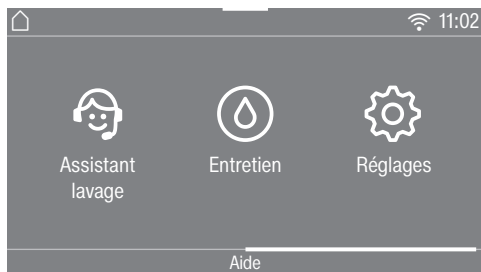 11:02
Assistant
lavage
Entretien
Réglages
Aide